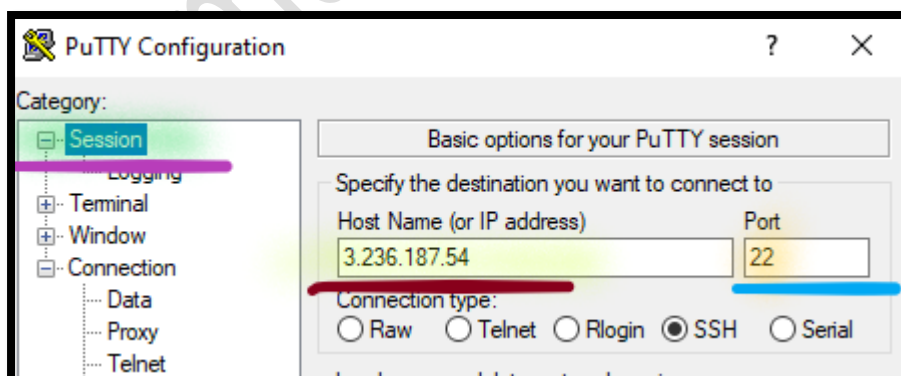 PuTTY Configuration ? ×
Category:
Session
Logging
Terminal
Window
Connection
Data
Proxy
Telnet
Basic options for your PuTTY session
Specify the destination you want to connect to
Host Name (or IP address) Port
3.236.187.54 22
Connection type:
Raw Telnet Rlogin SSH Serial